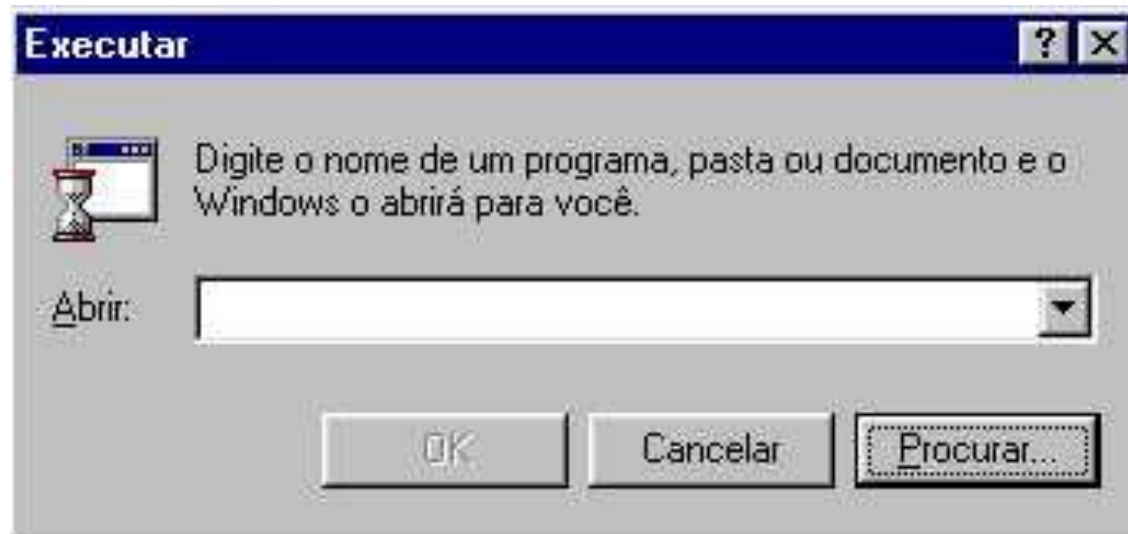 Executar
Digite o nome de um programa, pasta ou documento e o
Windows o abrirá para você.
Abrir:
OK
Cancelar
Procurar...